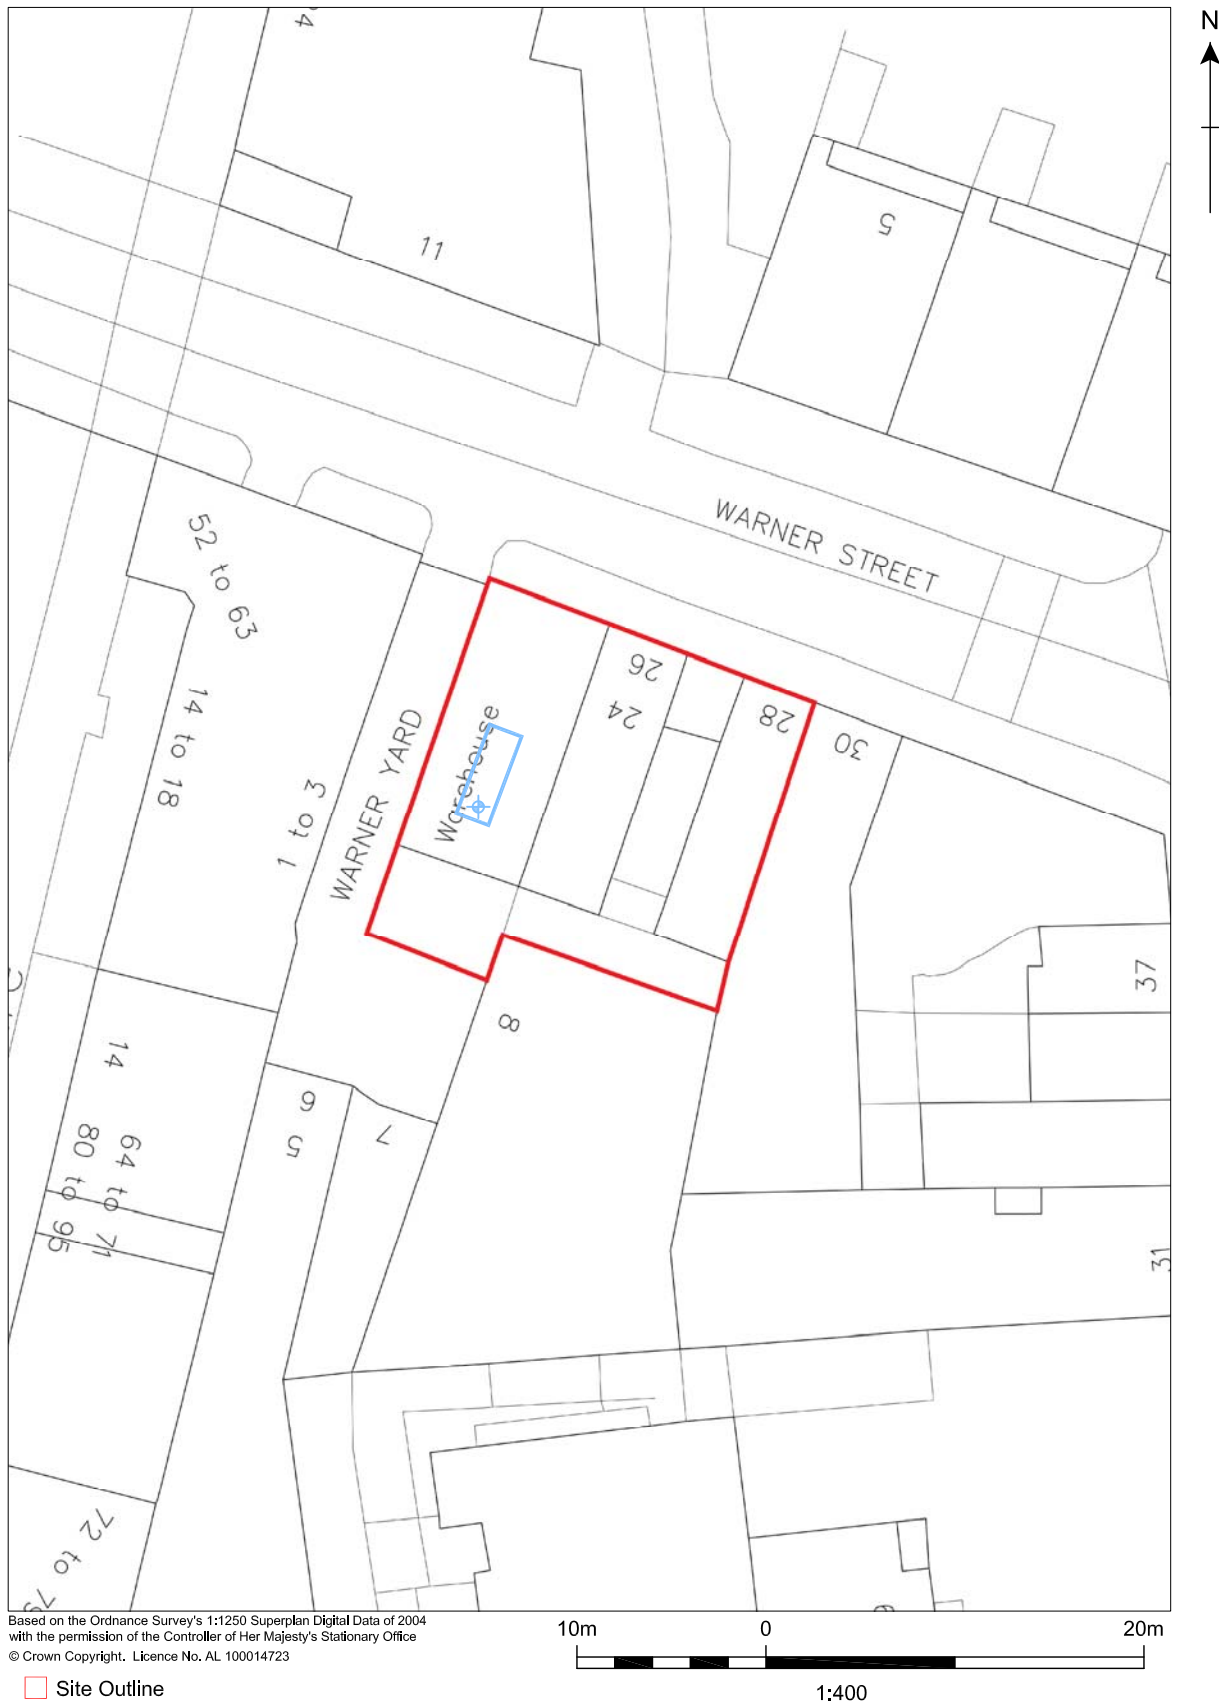 N
11
5
WARNER STREET
52 to 63
14 to 18
1 to 3
WARNER YARD
Warehouse
26
24
28
30
8
37
14
6
5
7
64 to 71
80 to 95
31
72 to 79
Based on the Ordnance Survey's 1:1250 Superplan Digital Data of 2004
with the permission of the Controller of Her Majesty's Stationary Office
© Crown Copyright. Licence No. AL 100014723
Site Outline
10m 0 20m
1:400